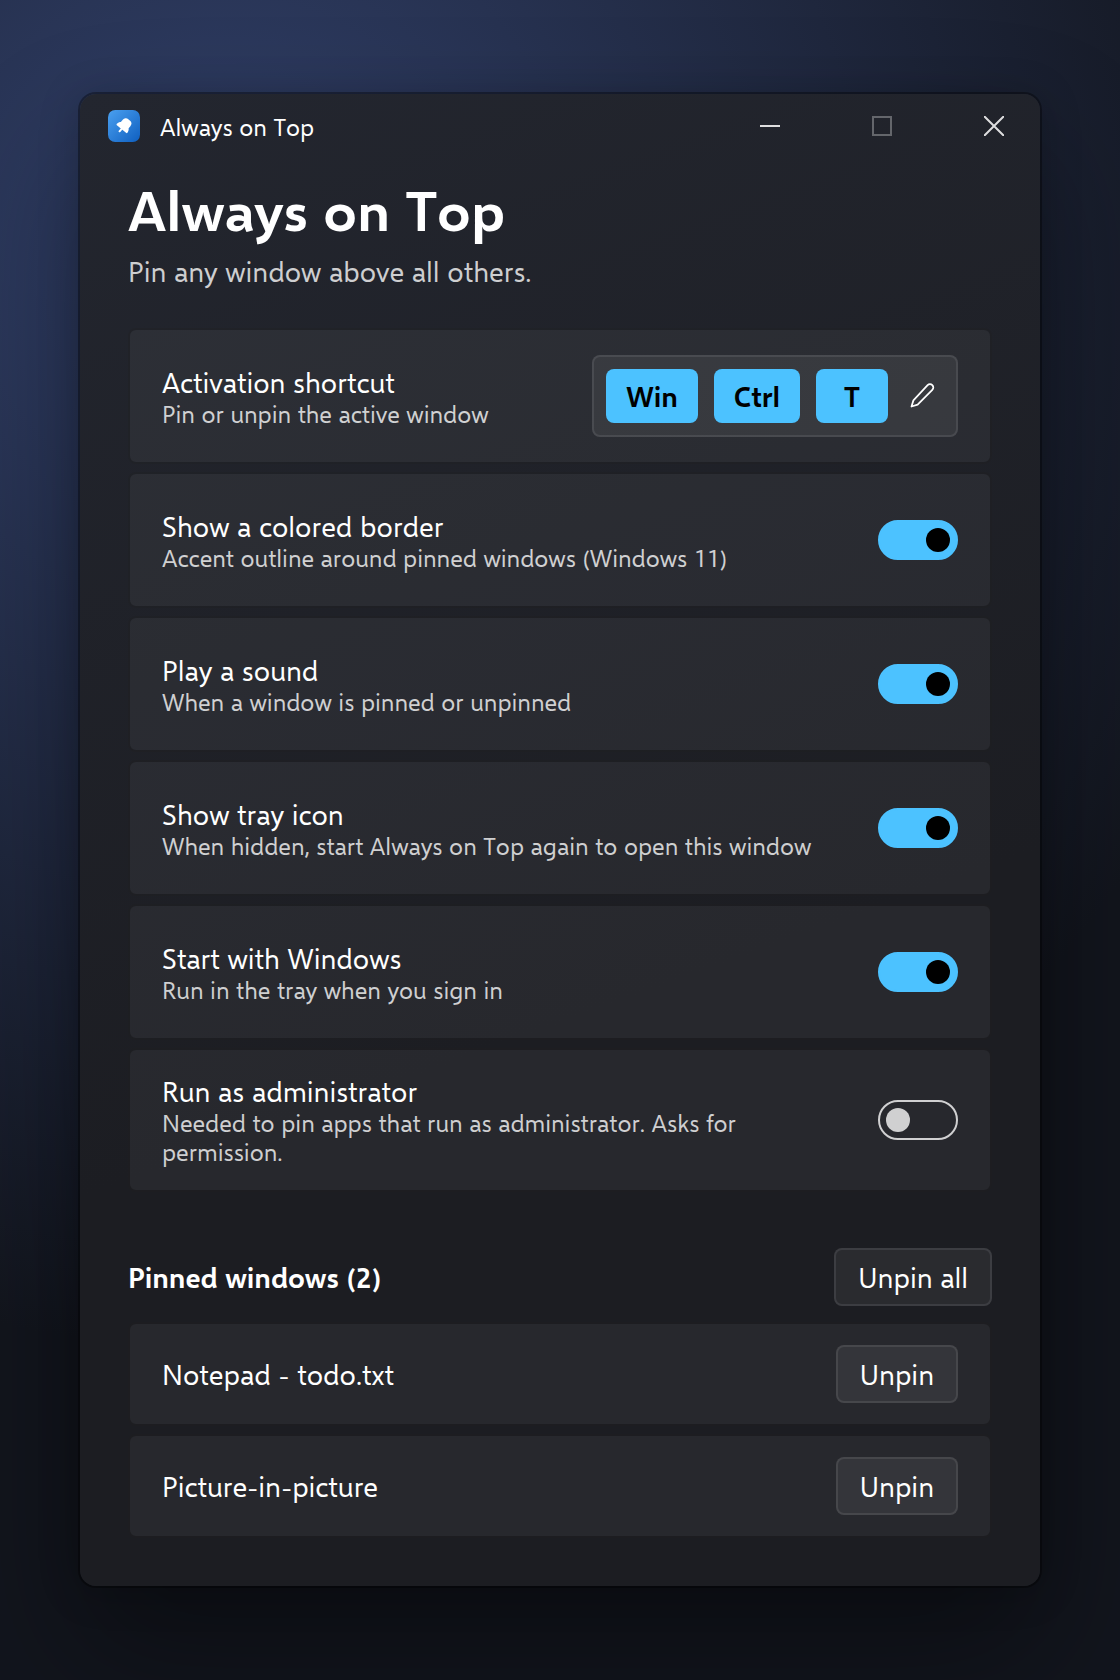 Always on Top
Always on Top
Pin any window above all others.
Activation shortcut
Pin or unpin the active window
Win Ctrl T
Show a colored border
Accent outline around pinned windows (Windows 11)
Play a sound
When a window is pinned or unpinned
Show tray icon
When hidden, start Always on Top again to open this window
Start with Windows
Run in the tray when you sign in
Run as administrator
Needed to pin apps that run as administrator. Asks for
permission.
Pinned windows (2)
Unpin all
Notepad - todo.txt
Unpin
Picture-in-picture
Unpin